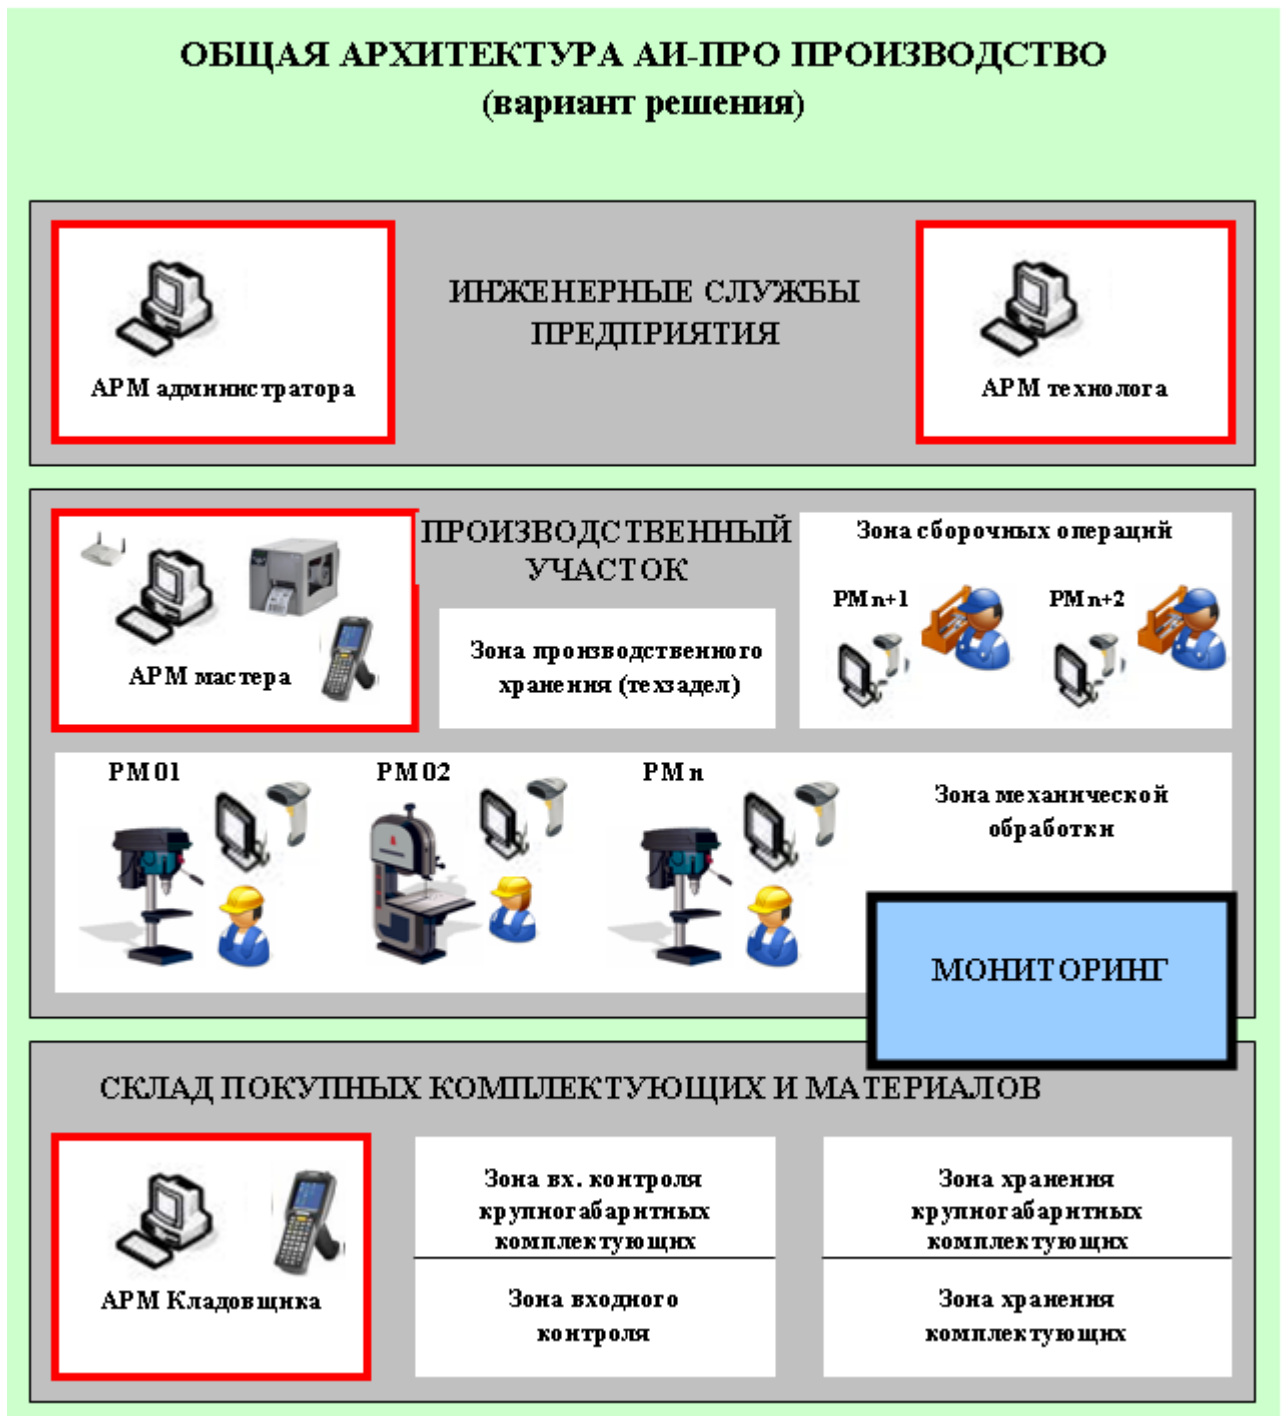 ОБЩАЯ АРХИТЕКТУРА АИ-ПРО ПРОИЗВОДСТВО
(вариант решения)
АРМ администратора
ИНЖЕНЕРНЫЕ СЛУЖБЫ
ПРЕДПРИЯТИЯ
АРМ технолога
АРМ мастера
ПРОИЗВОДСТВЕННЫЙ
УЧАСТОК
Зона производственного
хранения (техзадел)
Зона сборочных операций
РМ n+1
РМ n+2
РМ 01
РМ 02
РМ n
Зона механической
обработки
МОНИТОРИНГ
СКЛАД ПОКУПНЫХ КОМПЛЕКТУЮЩИХ И МАТЕРИАЛОВ
АРМ Кладовщика
Зона вх. контроля
крупногабаритных
комплектующих
Зона входного
контроля
Зона хранения
крупногабаритных
комплектующих
Зона хранения
комплектующих